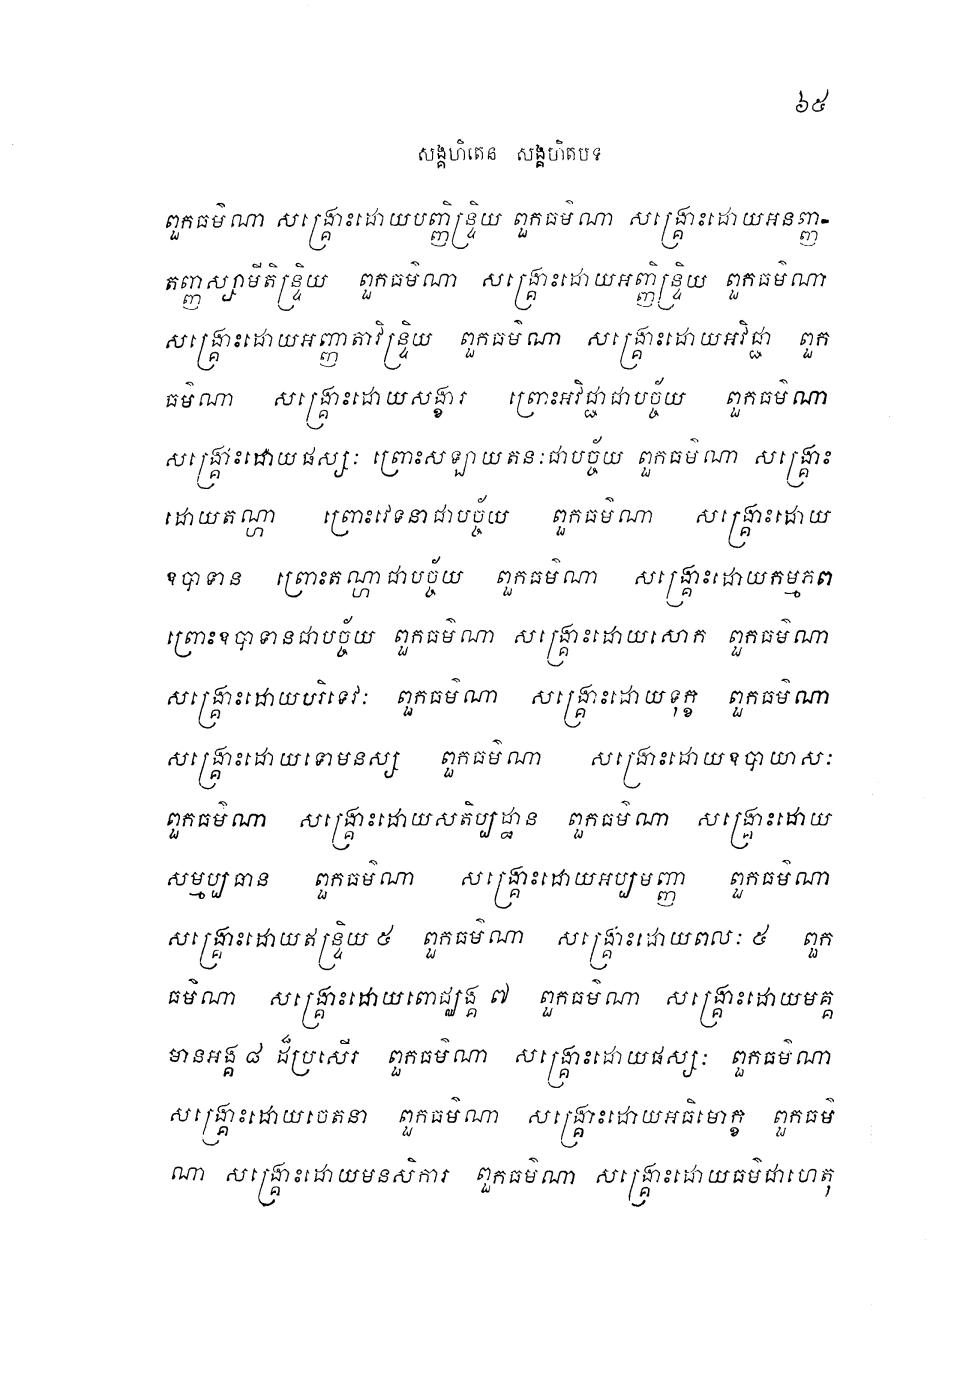 ៦៥
សង្គហិតេន សង្គហិតបទ
ពួកធម៌ណា សង្គ្រោះដោយបញ្ញិន្ទ្រិយ ពួកធម៌ណា សង្គ្រោះដោយអនញ្ញា-
តញ្ញស្សាមីតិន្ទ្រិយ ពួកធម៌ណា សង្គ្រោះដោយអញ្ញិន្ទ្រិយ ពួកធម៌ណា
សង្គ្រោះដោយអញ្ញាតាវិន្ទ្រិយ ពួកធម៌ណា សង្គ្រោះដោយអវិជ្ជា ពួក
ធម៌ណា សង្គ្រោះដោយសង្ខារ ព្រោះអវិជ្ជាជាបច្ច័យ ពួកធម៌ណា
សង្គ្រោះដោយផស្សៈ ព្រោះសឡាយតនៈជាបច្ច័យ ពួកធម៌ណា សង្គ្រោះ
ដោយតណ្ហា ព្រោះវេទនាជាបច្ច័យ ពួកធម៌ណា សង្គ្រោះដោយ
ឧបាទាន ព្រោះតណ្ហាជាបច្ច័យ ពួកធម៌ណា សង្គ្រោះដោយកម្មភព
ព្រោះឧបាទានជាបច្ច័យ ពួកធម៌ណា សង្គ្រោះដោយសោក ពួកធម៌ណា
សង្គ្រោះដោយបរិទេវៈ ពួកធម៌ណា សង្គ្រោះដោយទុក្ខ ពួកធម៌ណា
សង្គ្រោះដោយទោមនស្ស ពួកធម៌ណា សង្គ្រោះដោយឧបាយាសៈ
ពួកធម៌ណា សង្គ្រោះដោយសតិប្បដ្ឋាន ពួកធម៌ណា សង្គ្រោះដោយ
សម្មប្បធាន ពួកធម៌ណា សង្គ្រោះដោយអប្បមញ្ញា ពួកធម៌ណា
សង្គ្រោះដោយឥន្ទ្រិយ ៥ ពួកធម៌ណា សង្គ្រោះដោយពលៈ ៥ ពួក
ធម៌ណា សង្គ្រោះដោយពោជ្ឈង្គ ៧ ពួកធម៌ណា សង្គ្រោះដោយមគ្គ
មានអង្គ ៨ ដ៏ប្រសើរ ពួកធម៌ណា សង្គ្រោះដោយផស្សៈ ពួកធម៌ណា
សង្គ្រោះដោយចេតនា ពួកធម៌ណា សង្គ្រោះដោយអធិមោក្ខ ពួកធម៌
ណា សង្គ្រោះដោយមនសិការ ពួកធម៌ណា សង្គ្រោះដោយធម៌ជាហេតុ